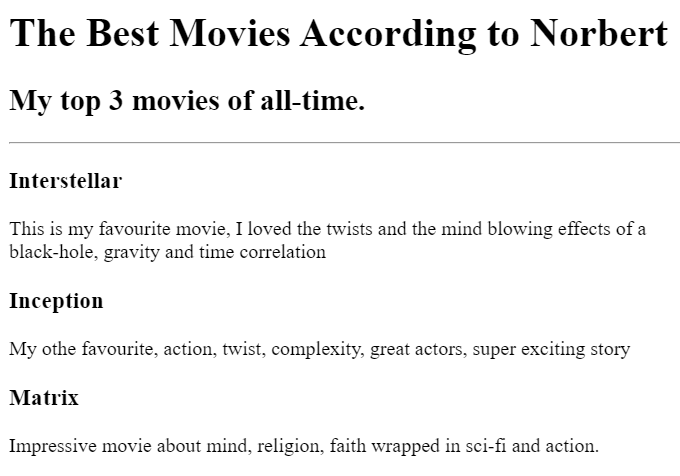 The Best Movies According to Norbert
My top 3 movies of all-time.
Interstellar
This is my favourite movie, I loved the twists and the mind blowing effects of a
black-hole, gravity and time correlation
Inception
My othe favourite, action, twist, complexity, great actors, super exciting story
Matrix
Impressive movie about mind, religion, faith wrapped in sci-fi and action.